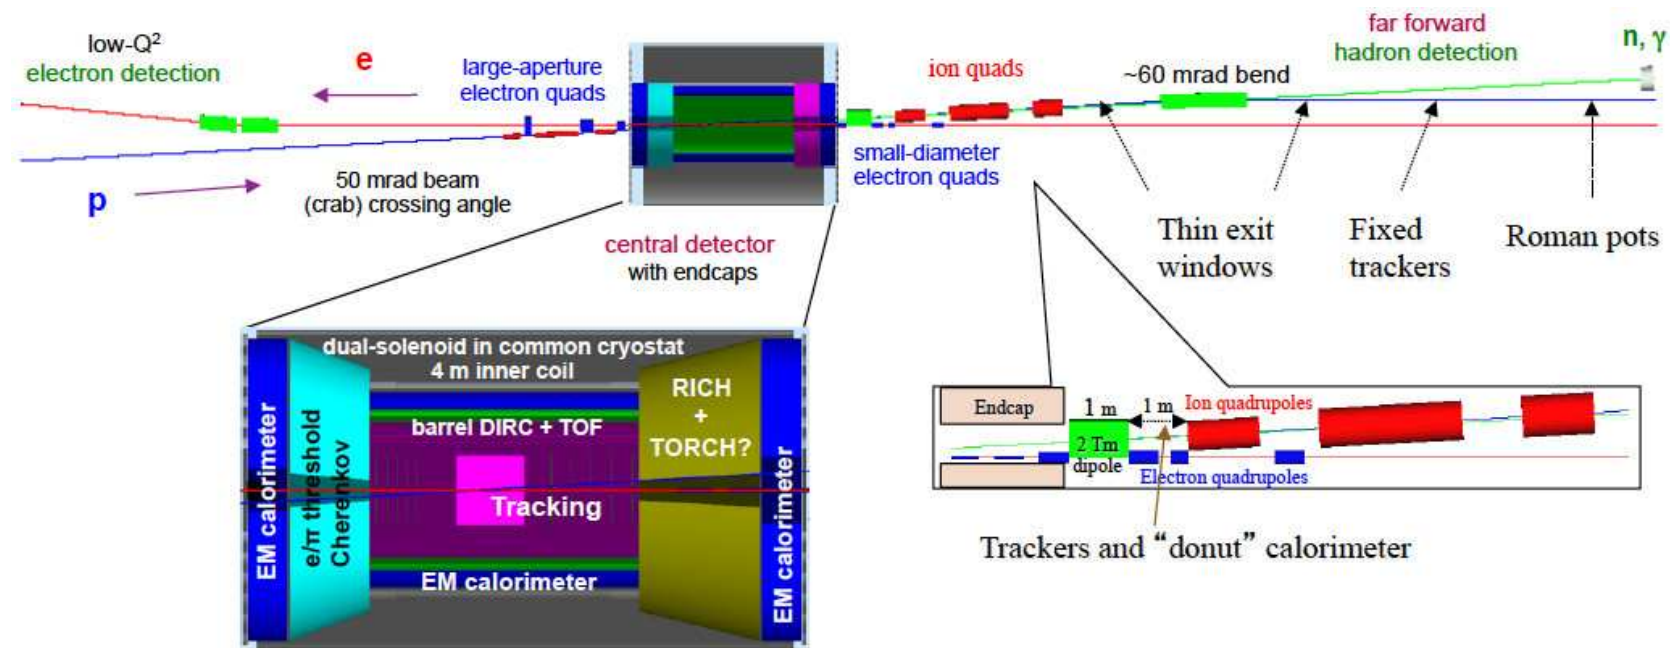 low-Q²
electron detection
e
large-aperture
electron quads
p
50 mrad beam
(crab) crossing angle
central detector
with endcaps
ion quads
small-diameter
electron quads
~60 mrad bend
far forward
hadron detection
n, γ
Thin exit
windows
Fixed
trackers
Roman pots
dual-solenoid in common cryostat
4 m inner coil
barrel DIRC + TOF
EM calorimeter
e/π threshold
Cherenkov
Tracking
EM calorimeter
RICH
+
TORCH?
EM calorimeter
Endcap
1 m
1 m
Ion quadrupoles
2 Tm
dipole
Electron quadrupoles
Trackers and “donut” calorimeter